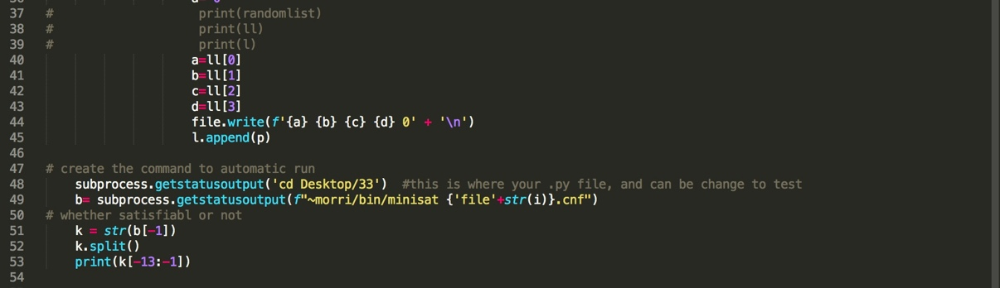 37 # print(randomlist)
38 # print(ll)
39 # print(l)
40 a=ll[0]
41 b=ll[1]
42 c=ll[2]
43 d=ll[3]
44 file.write(f'{a} {b} {c} {d} 0' + '\n')
45 l.append(p)
46
47 # create the command to automatic run
48 subprocess.getstatusoutput('cd Desktop/33') #this is where your .py file, and can be change to test
49 b= subprocess.getstatusoutput(f"~morri/bin/minisat {'file'+str(i)}.cnf")
50 # whether satisfiabl or not
51 k = str(b[-1])
52 k.split()
53 print(k[-13:-1])
54